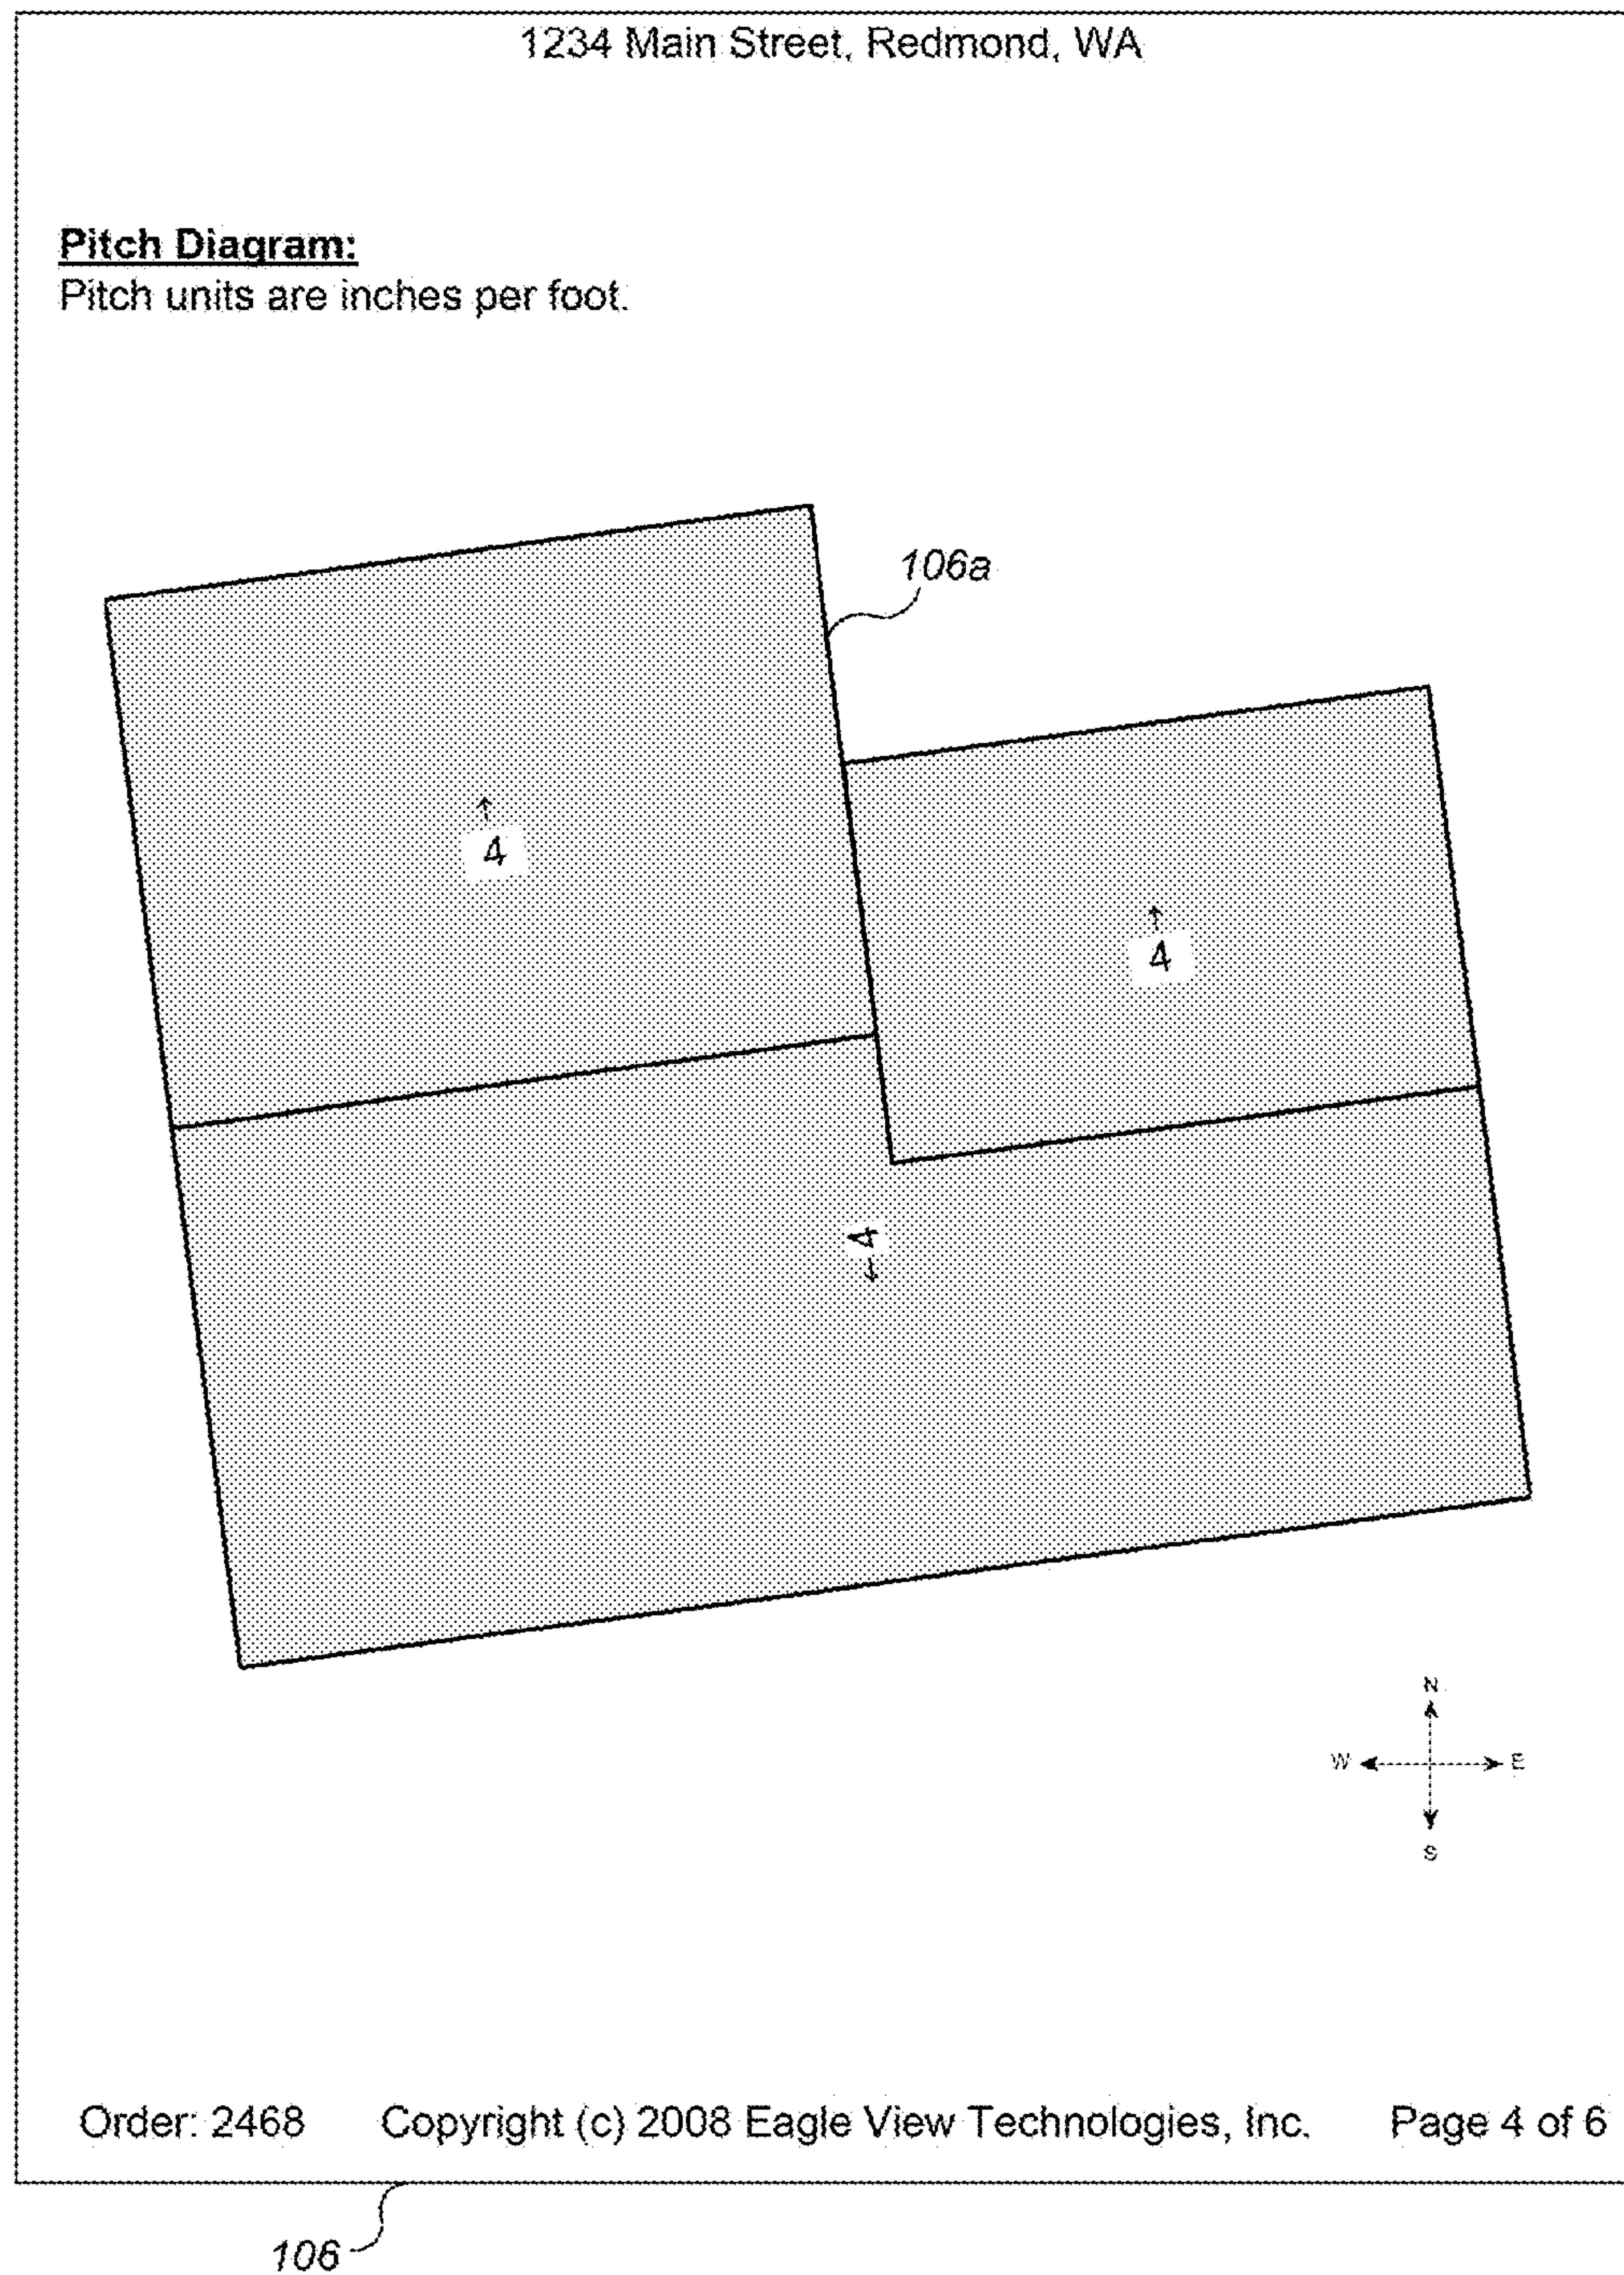 1234 Main Street, Redmond, WA
Pitch Diagram:
Pitch units are inches per foot.
106a
4
4
4
N
W E
S
Order: 2468 Copyright (c) 2008 Eagle View Technologies, Inc. Page 4 of 6
106